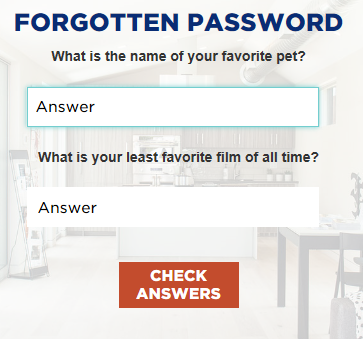 FORGOTTEN PASSWORD
What is the name of your favorite pet?
Answer
What is your least favorite film of all time?
Answer
CHECK
ANSWERS